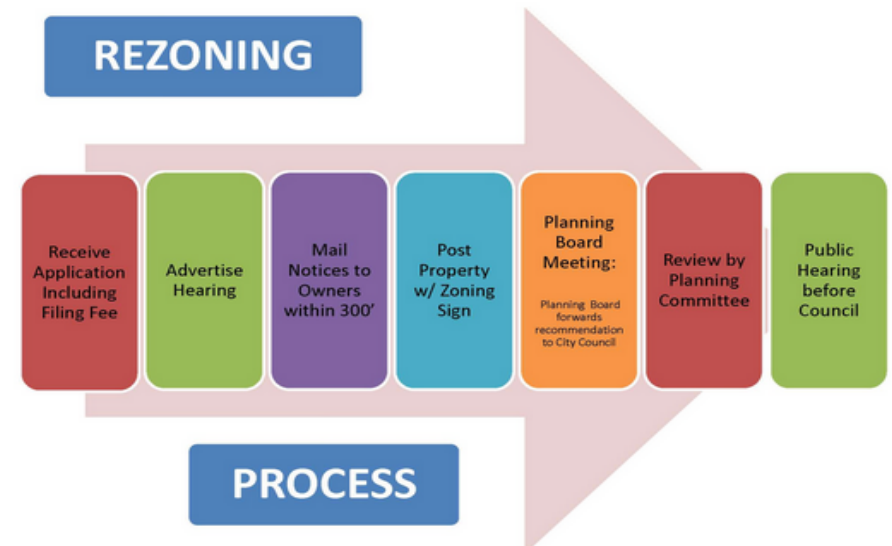 REZONING
Receive
Application
Including
Filing Fee
Advertise
Hearing
Mail
Notices to
Owners
within 300’
Post
Property
w/ Zoning
Sign
Planning
Board
Meeting:
Planning Board
forwards
recommendation
to City Council
Review by
Planning
Committee
Public
Hearing
before
Council
PROCESS